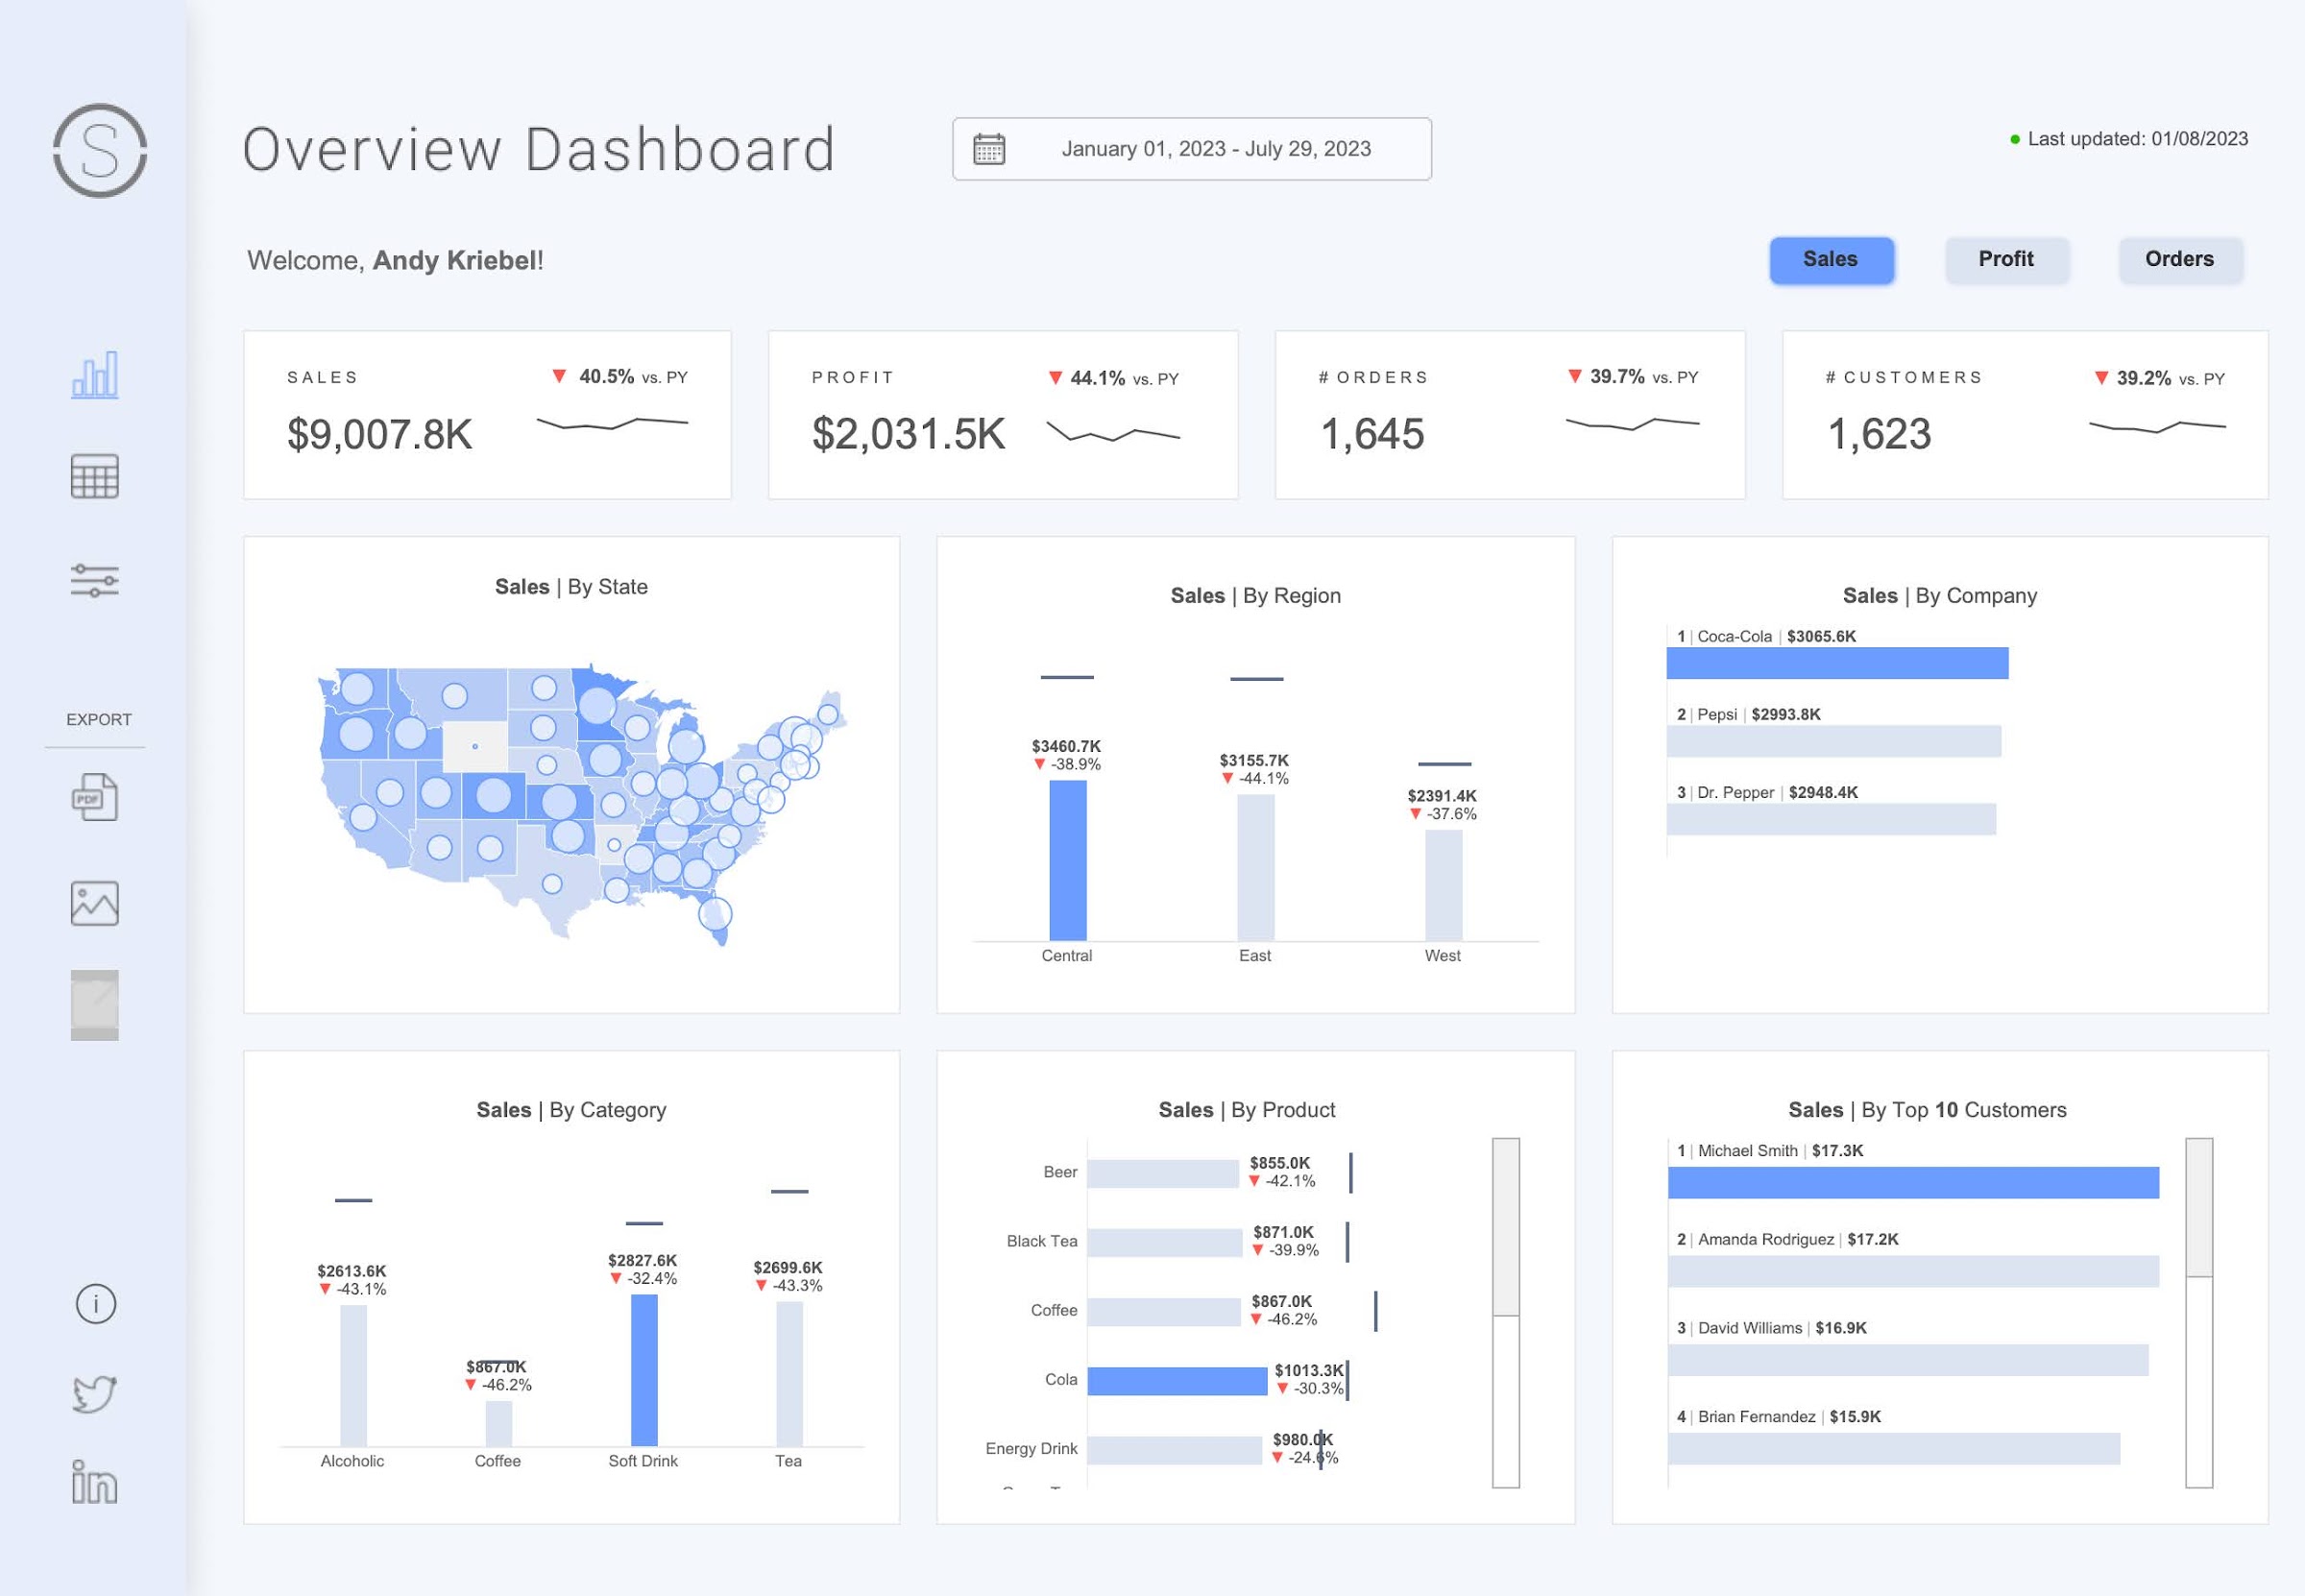 S
Overview Dashboard
January 01, 2023 - July 29, 2023
Last updated: 01/08/2023
Welcome, Andy Kriebel!
Sales
Profit
Orders
SALES
▼ 40.5% vs. PY
$9,007.8K
PROFIT
▼ 44.1% vs. PY
$2,031.5K
# ORDERS
▼ 39.7% vs. PY
1,645
# CUSTOMERS
▼ 39.2% vs. PY
1,623
EXPORT
PDF
Sales | By State
Sales | By Region
$3460.7K
▼ -38.9%
$3155.7K
▼ -44.1%
$2391.4K
▼ -37.6%
Central
East
West
Sales | By Company
1 | Coca-Cola | $3065.6K
2 | Pepsi | $2993.8K
3 | Dr. Pepper | $2948.4K
Sales | By Category
$2613.6K
▼ -43.1%
$867.0K
▼ -46.2%
$2827.6K
▼ -32.4%
$2699.6K
▼ -43.3%
Alcoholic
Coffee
Soft Drink
Tea
Sales | By Product
Beer
$855.0K
▼ -42.1%
Black Tea
$871.0K
▼ -39.9%
Coffee
$867.0K
▼ -46.2%
Cola
$1013.3K
▼ -30.3%
Energy Drink
$980.0K
▼ -24.6%
Sales | By Top 10 Customers
1 | Michael Smith | $17.3K
2 | Amanda Rodriguez | $17.2K
3 | David Williams | $16.9K
4 | Brian Fernandez | $15.9K
i
in